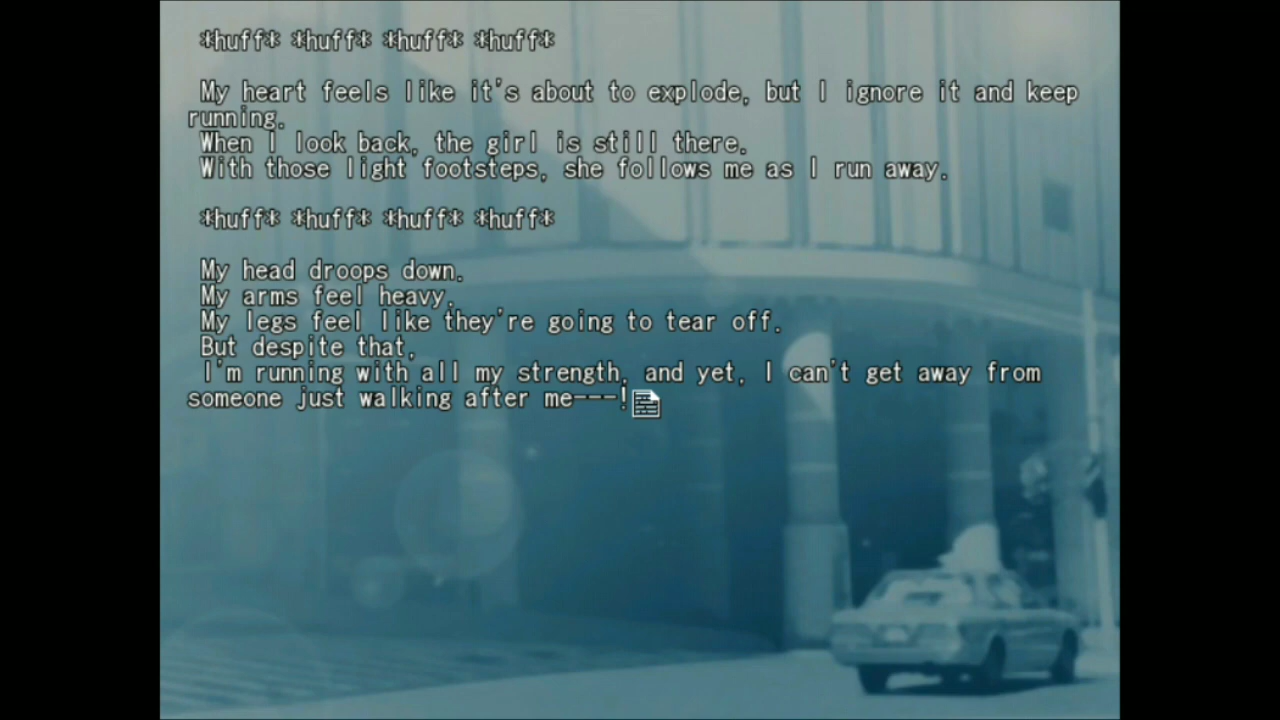 *huff* *huff* *huff* *huff*
My heart feels like it's about to explode, but I ignore it and keep
running.
When I look back, the girl is still there.
With those light footsteps, she follows me as I run away.
*huff* *huff* *huff* *huff*
My head droops down.
My arms feel heavy.
My legs feel like they're going to tear off.
But despite that,
I'm running with all my strength, and yet, I can't get away from
someone just walking after me---!